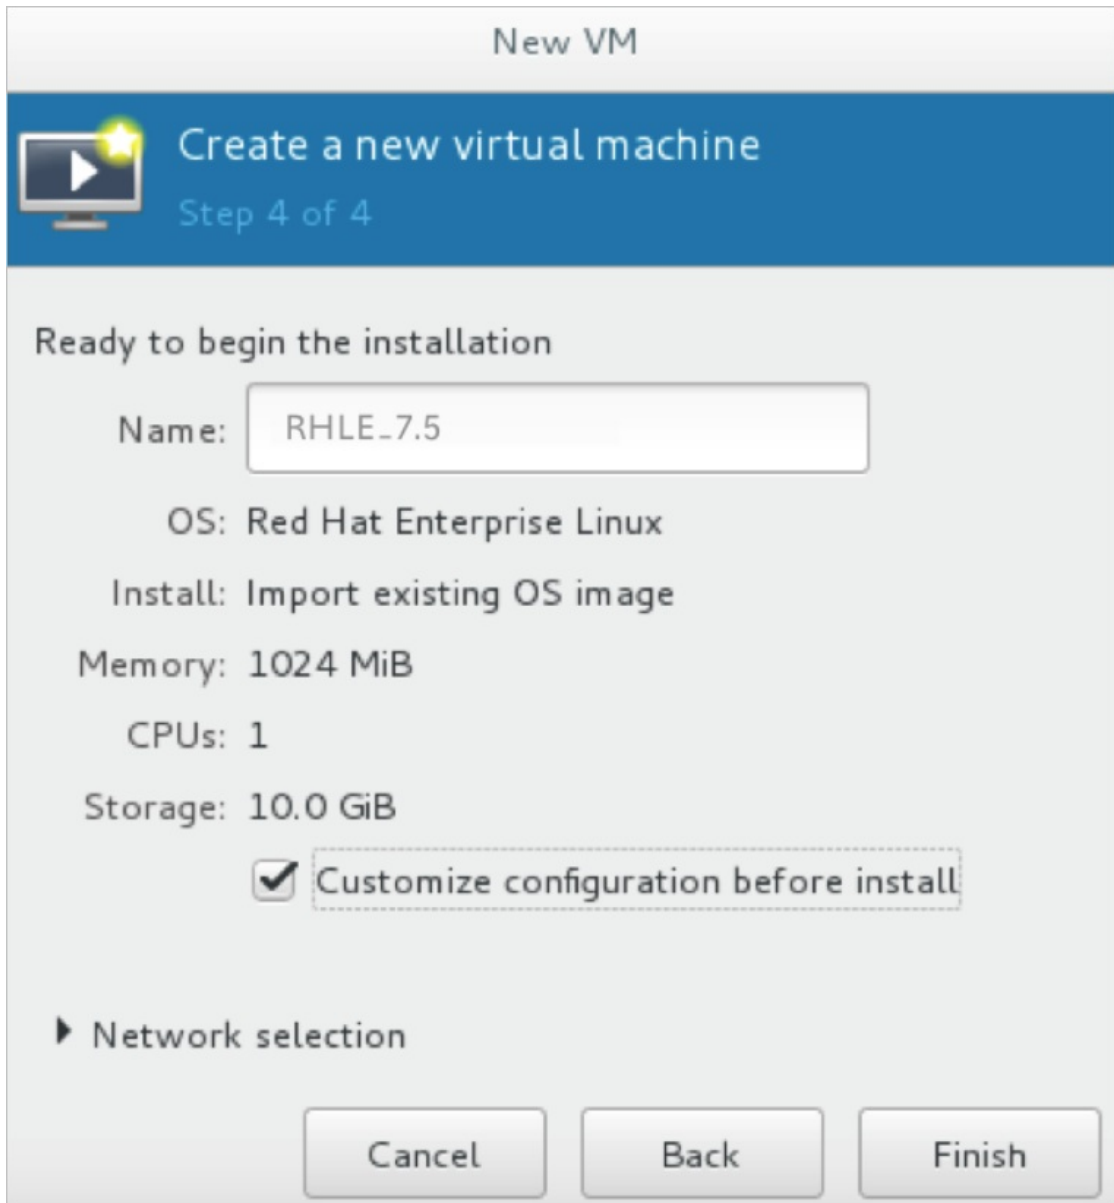 New VM
Create a new virtual machine
Step 4 of 4
Ready to begin the installation
Name: RHLE_7.5
OS: Red Hat Enterprise Linux
Install: Import existing OS image
Memory: 1024 MiB
CPUs: 1
Storage: 10.0 GiB
Customize configuration before install
Network selection
Cancel Back Finish